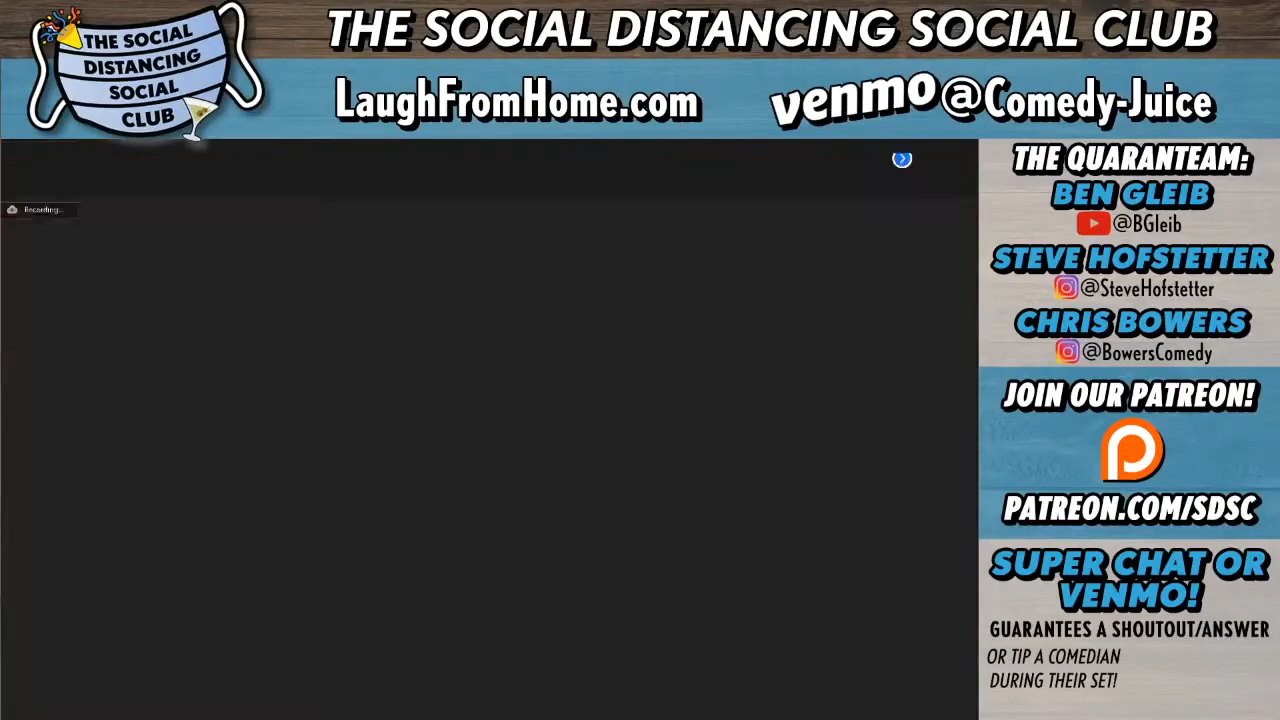 THE SOCIAL
DISTANCING
SOCIAL
CLUB
THE SOCIAL DISTANCING SOCIAL CLUB
LaughFromHome.com
venmo @Comedy-Juice
Recording...
THE QUARANTEAM:
BEN GLEIB
@BGleib
STEVE HOFSTETTER
@SteveHofstetter
CHRIS BOWERS
@BowersComedy
JOIN OUR PATREON!
PATREON.COM/SDSC
SUPER CHAT OR
VENMO!
GUARANTEES A SHOUTOUT/ANSWER
OR TIP A COMEDIAN
DURING THEIR SET!